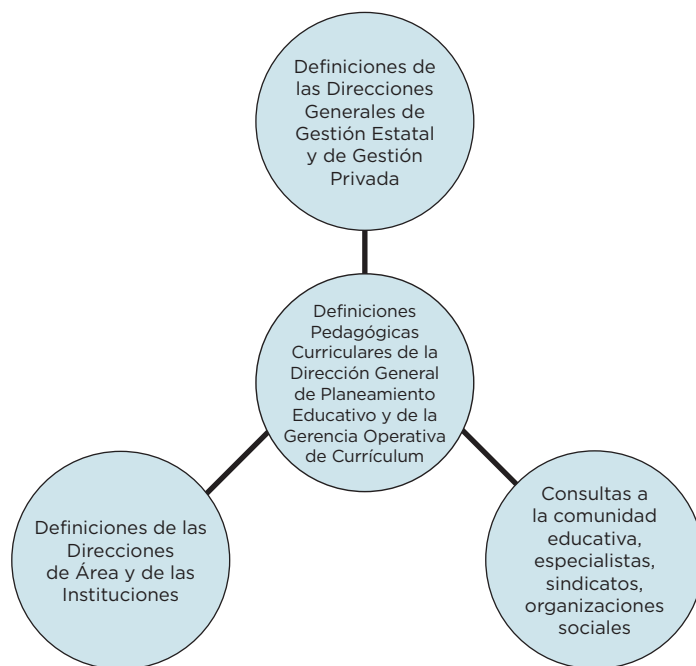 Definiciones de
las Direcciones
Generales de
Gestión Estatal
y de Gestión
Privada
Definiciones
Pedagógicas
Curriculares de la
Dirección General
de Planeamiento
Educativo y de la
Gerencia Operativa
de Currículum
Definiciones de las
Direcciones
de Área y de las
Instituciones
Consultas a
la comunidad
educativa,
especialistas,
sindicatos,
organizaciones
sociales